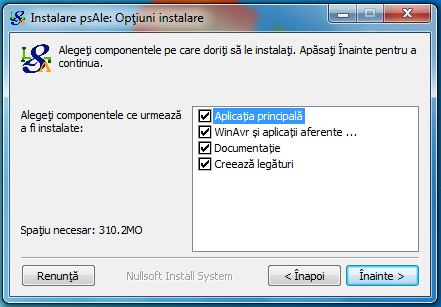 Instalare psAle: Opţiuni instalare
Alegeţi componentele pe care doriţi să le instalaţi. Apăsaţi Înainte pentru a
continua.
Alegeţi componentele ce urmează
a fi instalate:
Aplicaţia principală
WinAvr şi aplicaţii aferente ...
Documentaţie
Creează legături
Spaţiu necesar: 310.2MO
Renunţă
Nullsoft Install System
< Înapoi
Înainte >